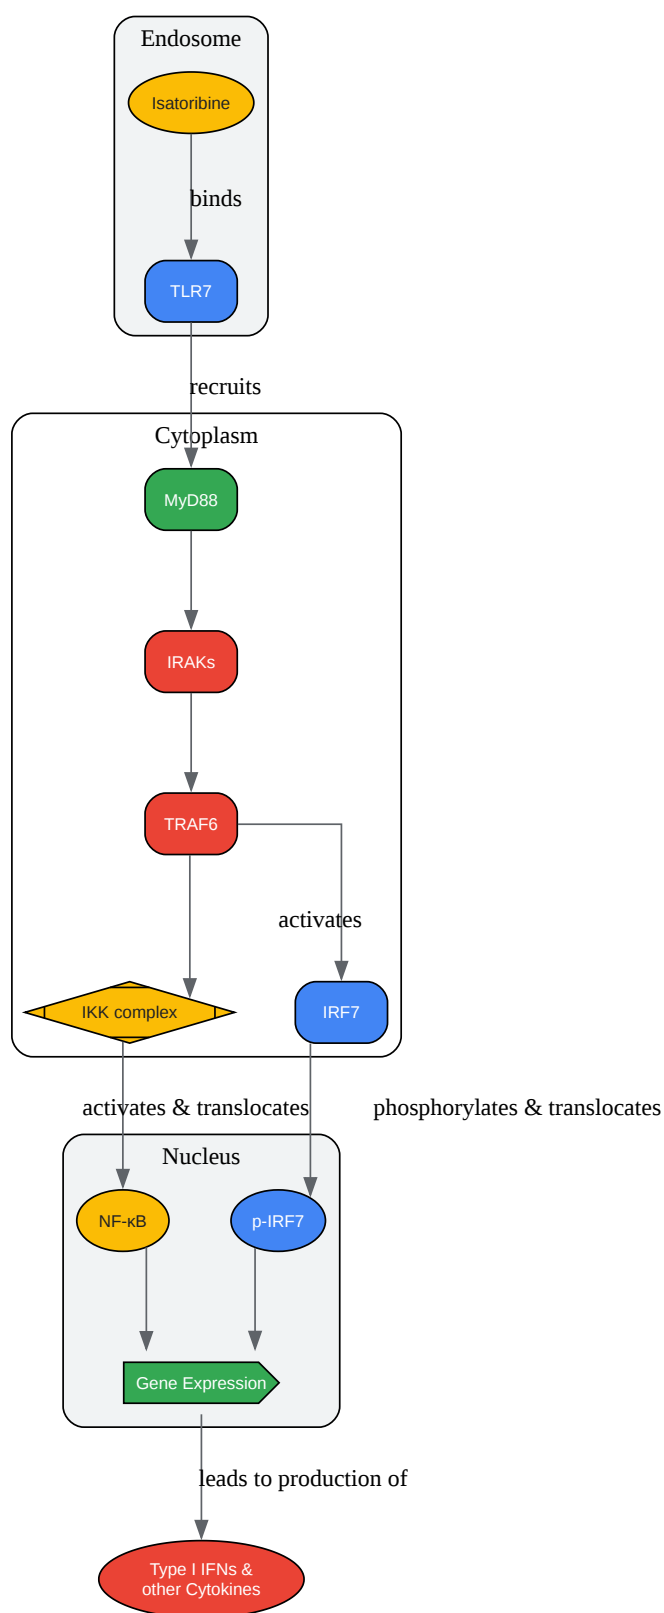 Endosome
Isatoribine
binds
TLR7
recruits
Cytoplasm
MyD88
IRAKs
TRAF6
activates
IKK complex
IRF7
activates & translocates
phosphorylates & translocates
Nucleus
NF-κB
p-IRF7
Gene Expression
leads to production of
Type I IFNs &
other Cytokines